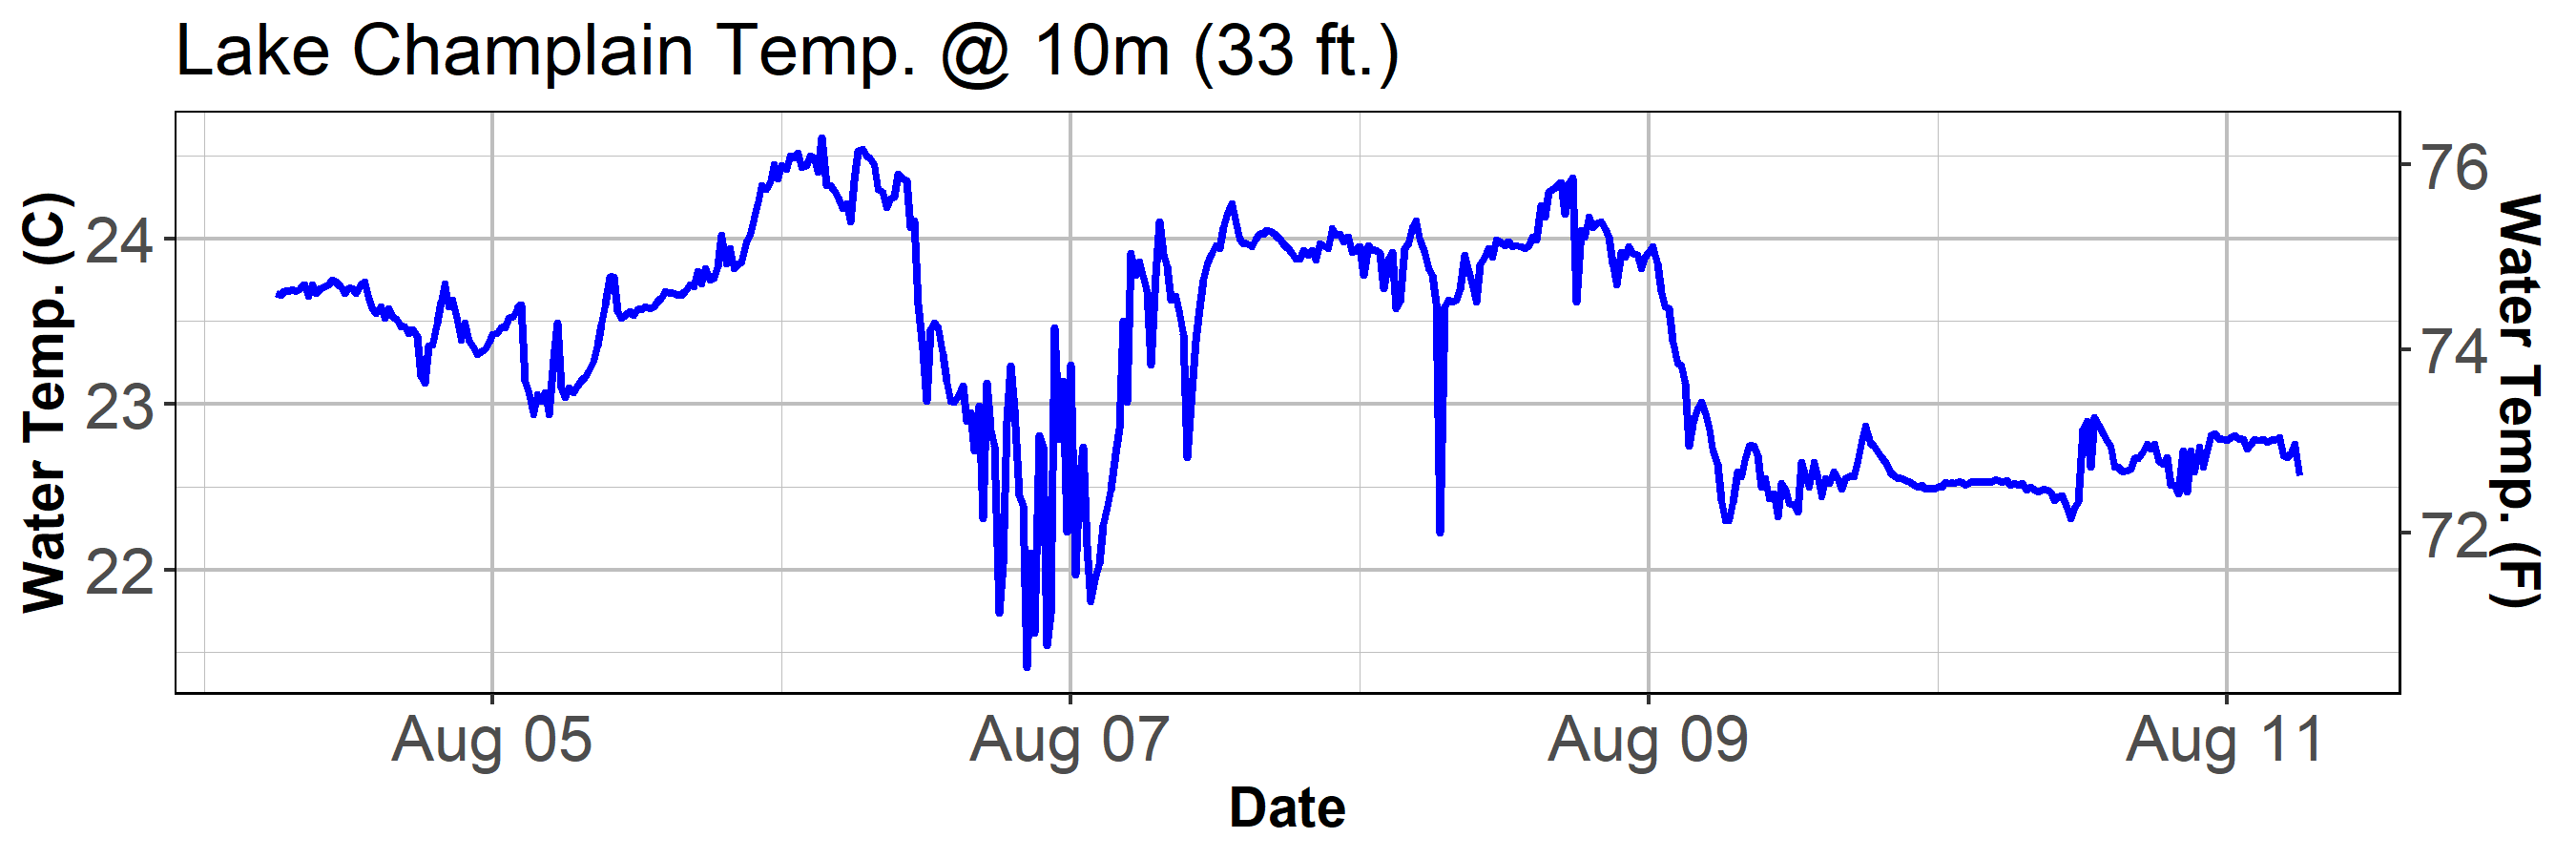 Lake Champlain Temp. @ 10m (33 ft.)
Water Temp. (C)
24
23
22
76
74
72
Water Temp. (F)
Aug 05 Aug 07 Aug 09 Aug 11
Date